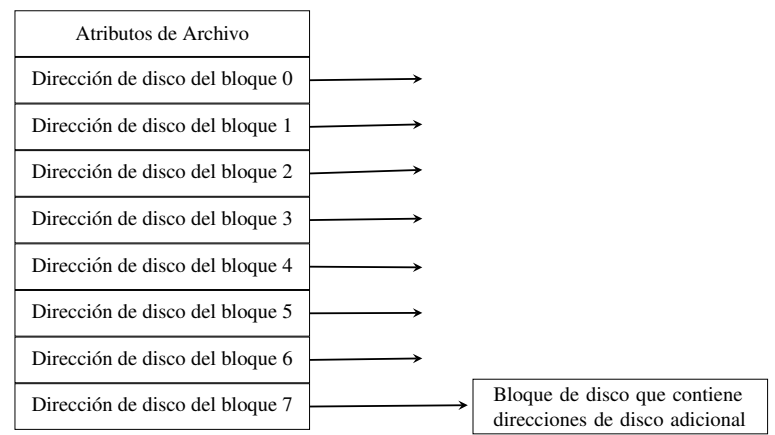 Atributos de Archivo
Dirección de disco del bloque 0
Dirección de disco del bloque 1
Dirección de disco del bloque 2
Dirección de disco del bloque 3
Dirección de disco del bloque 4
Dirección de disco del bloque 5
Dirección de disco del bloque 6
Dirección de disco del bloque 7
Bloque de disco que contiene
direcciones de disco adicional